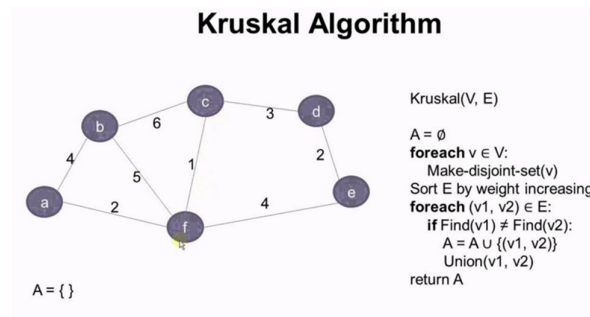 Kruskal Algorithm
b
c
d
a
f
e
4
6
3
5
1
2
2
4
A = { }
Kruskal(V, E)
A = ø
foreach v ∈ V:
Make-disjoint-set(v)
Sort E by weight increasing
foreach (v1, v2) ∈ E:
if Find(v1) ≠ Find(v2):
A = A ∪ {(v1, v2)}
Union(v1, v2)
return A